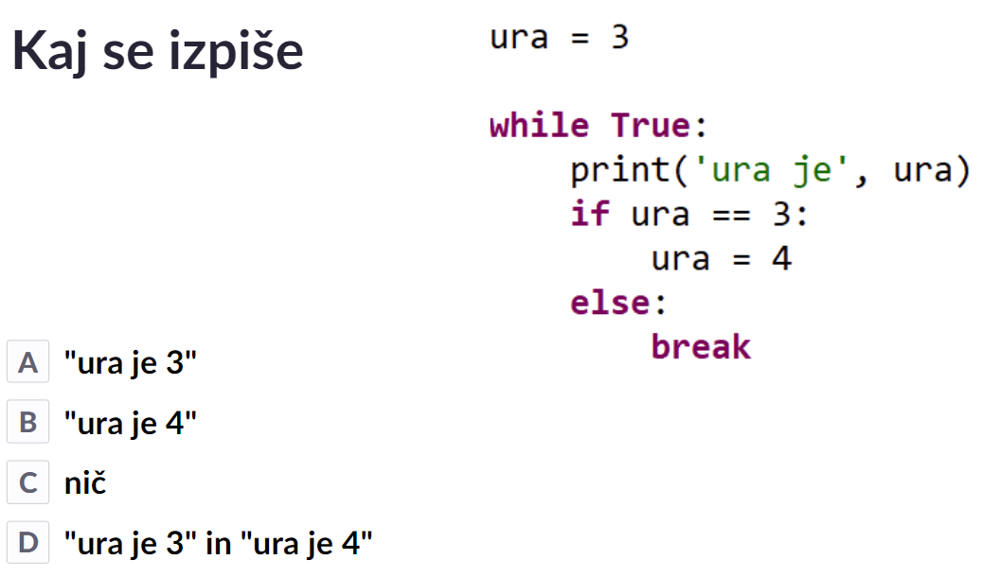 Kaj se izpiše
ura = 3
while True:
    print('ura je', ura)
    if ura == 3:
        ura = 4
    else:
        break
A "ura je 3"
B "ura je 4"
C nič
D "ura je 3" in "ura je 4"